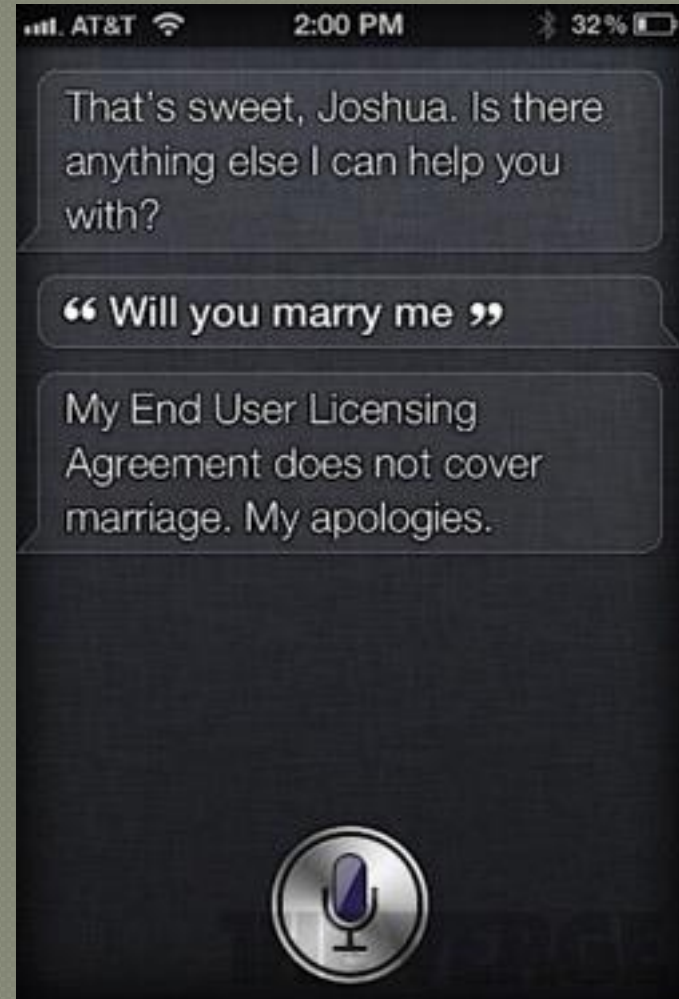 AT&T 2:00 PM 32%
That's sweet, Joshua. Is there
anything else I can help you
with?
“ Will you marry me ”
My End User Licensing
Agreement does not cover
marriage. My apologies.